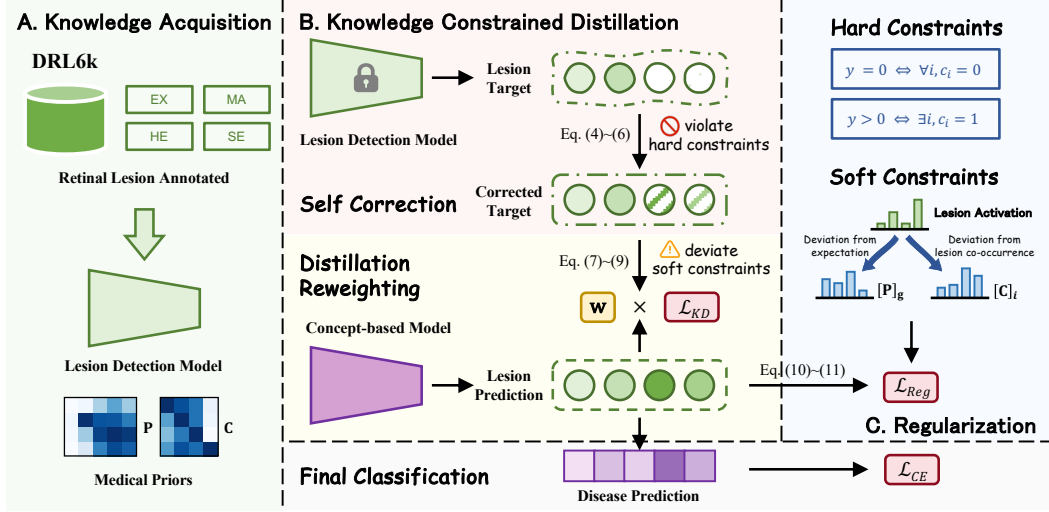 A. Knowledge Acquisition
DRL6k
EX
MA
HE
SE
Retinal Lesion Annotated
Lesion Detection Model
P
C
Medical Priors
B. Knowledge Constrained Distillation
Lesion Detection Model
Lesion
Target
Eq. (4)~(6)
violate
hard constraints
Self Correction
Corrected
Target
Distillation
Reweighting
Eq. (7)~(9)
deviate
soft constraints
w × ℒ_KD
Concept-based Model
Lesion
Prediction
Eq. (10)~(11)
Final Classification
Disease Prediction
ℒ_CE
Hard Constraints
y = 0 ⇔ ∀i, c_i = 0
y > 0 ⇔ ∃i, c_i = 1
Soft Constraints
Lesion Activation
Deviation from
expectation
Deviation from
lesion co-occurrence
[P]_g
[C]_i
ℒ_Reg
C. Regularization